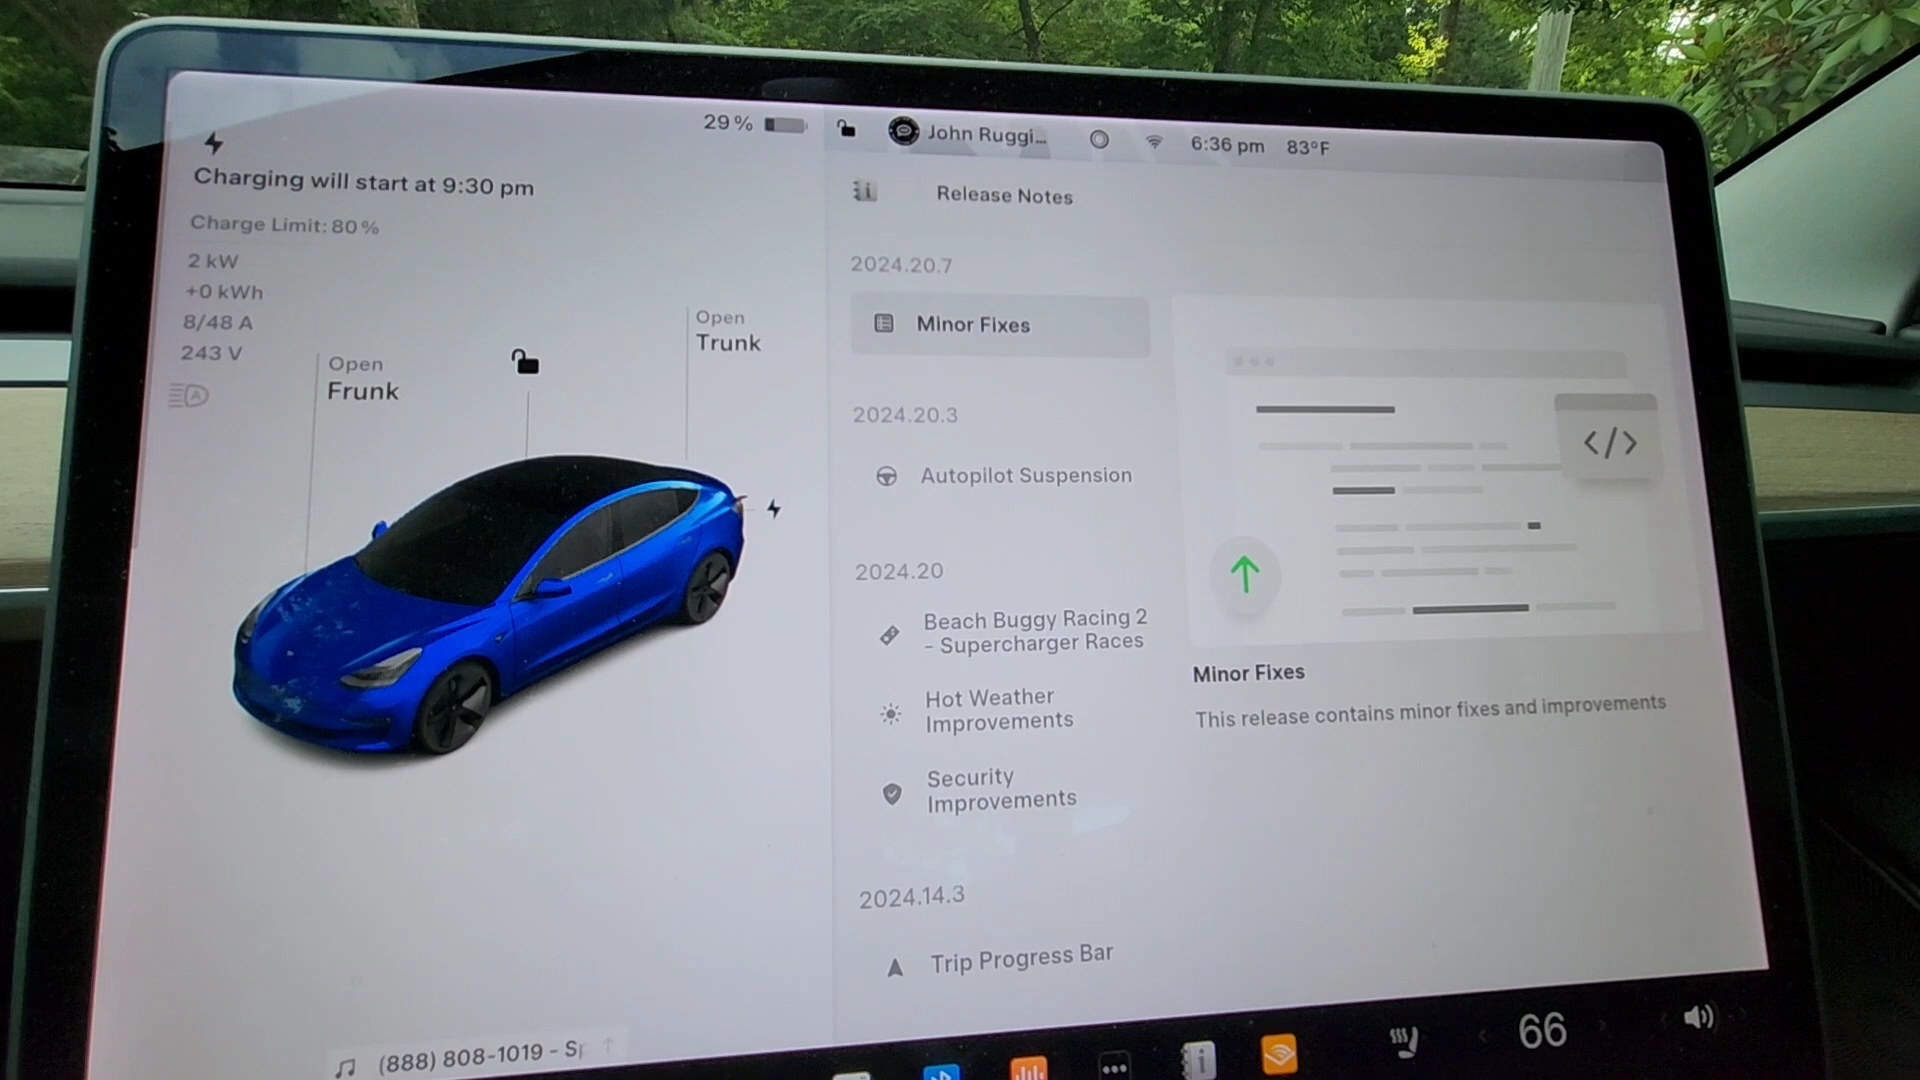 29%
Charging will start at 9:30 pm
Charge Limit: 80%
2 kW
+0 kWh
8/48 A
243 V
A
Open
Frunk
Open
Trunk
(888) 808-1019 -
John Ruggi...
6:36 pm
83°F
Release Notes
2024.20.7
Minor Fixes
2024.20.3
Autopilot Suspension
2024.20
Beach Buggy Racing 2
- Supercharger Races
Hot Weather
Improvements
Security
Improvements
2024.14.3
Trip Progress Bar
</>
Minor Fixes
This release contains minor fixes and improvements
66